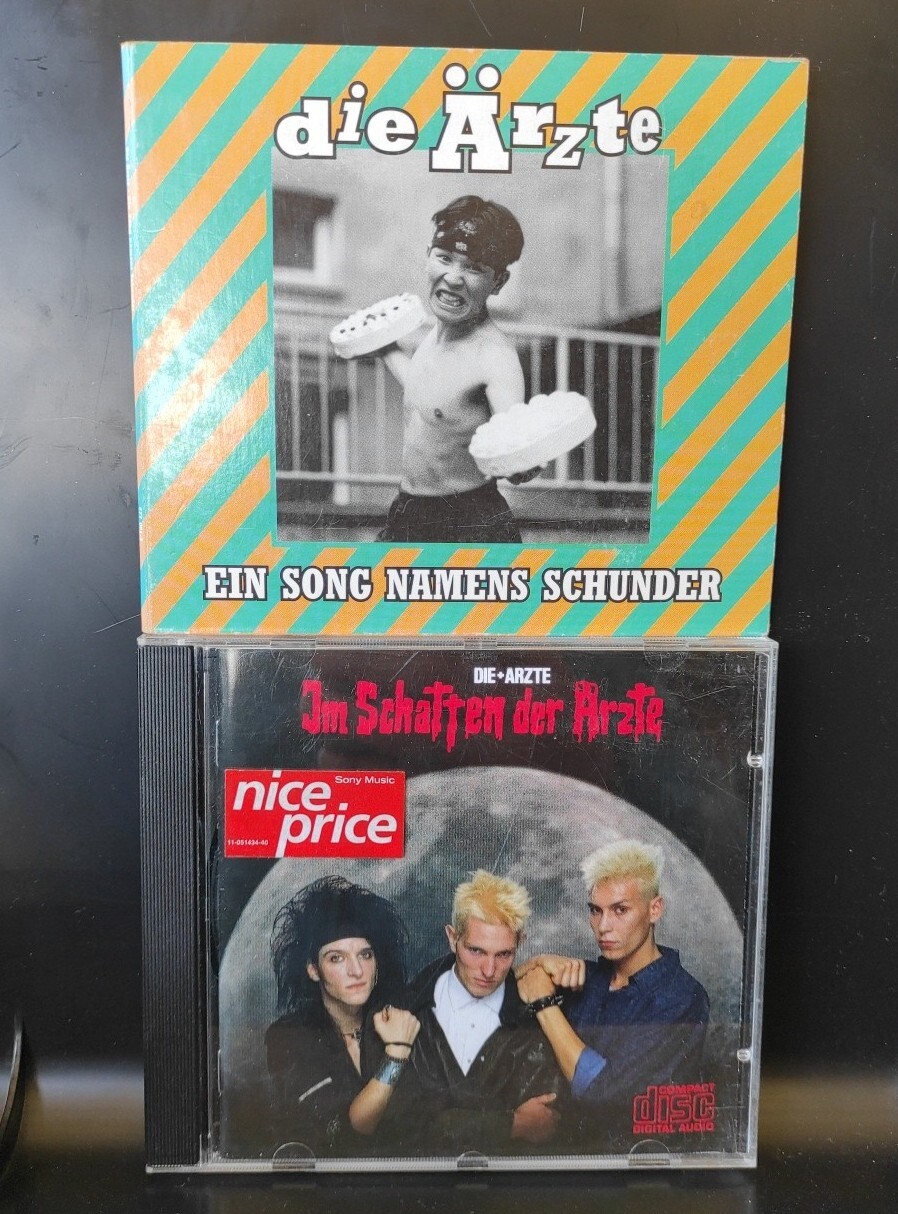 die Ärzte
EIN SONG NAMENS SCHUNDER
DIE+ÄRZTE
Im Schatten der Ärzte
Sony Music
nice
price
11-051434-40
COMPACT
disc
DIGITAL AUDIO